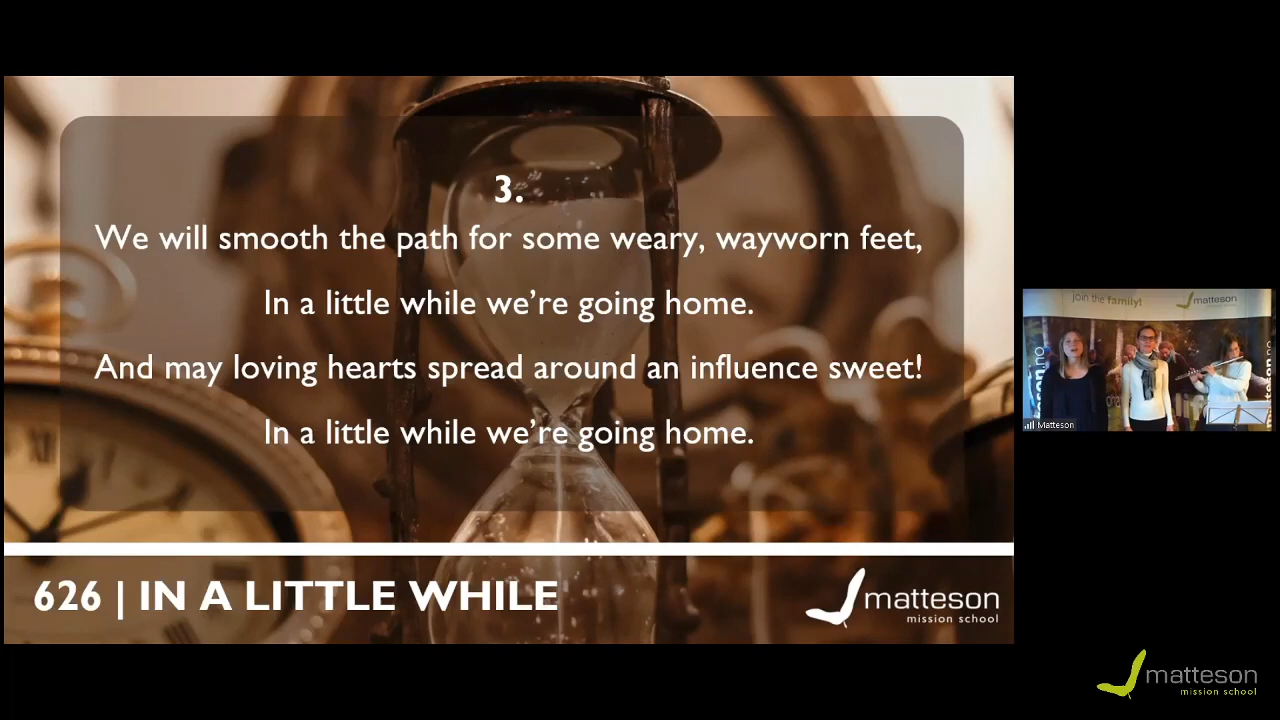 3.
We will smooth the path for some weary, wayworn feet,
In a little while we're going home.
And may loving hearts spread around an influence sweet!
In a little while we're going home.
626 | IN A LITTLE WHILE
matteson
mission school
join the family!
matteson
matteson.no
Matteson
matteson
mission school